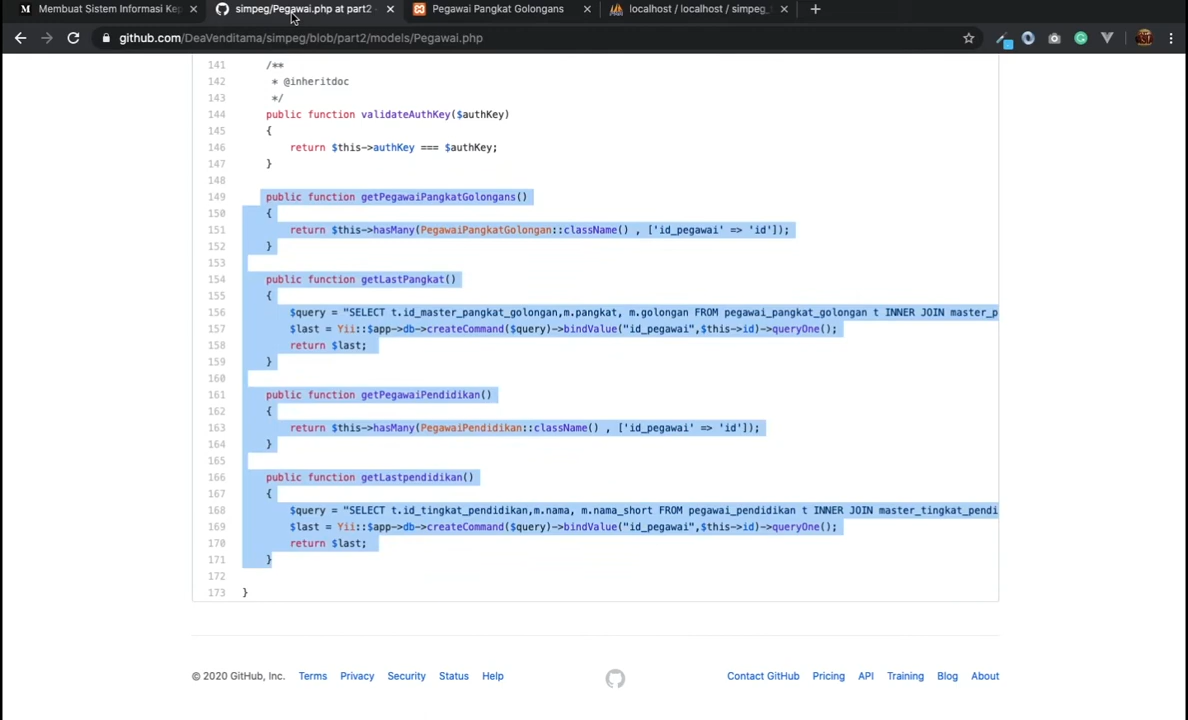 Membuat Sistem Informasi Kep
simpeg/Pegawai.php at part2
Pegawai Pangkat Golongans
localhost / localhost / simpeg_
github.com/DeaVenditama/simpeg/blob/part2/models/Pegawai.php
141 /**
142 * @inheritdoc
143 */
144 public function validateAuthKey($authKey)
145 {
146 return $this->authKey === $authKey;
147 }
148
149 public function getPegawaiPangkatGolongans()
150 {
151 return $this->hasMany(PegawaiPangkatGolongan::className() , ['id_pegawai' => 'id']);
152 }
153
154 public function getLastPangkat()
155 {
156 $query = "SELECT t.id_master_pangkat_golongan,m.pangkat, m.golongan FROM pegawai_pangkat_golongan t INNER JOIN master_p
157 $last = Yii::$app->db->createCommand($query)->bindValue("id_pegawai",$this->id)->queryOne();
158 return $last;
159 }
160
161 public function getPegawaiPendidikan()
162 {
163 return $this->hasMany(PegawaiPendidikan::className() , ['id_pegawai' => 'id']);
164 }
165
166 public function getLastpendidikan()
167 {
168 $query = "SELECT t.id_tingkat_pendidikan,m.nama, m.nama_short FROM pegawai_pendidikan t INNER JOIN master_tingkat_pendi
169 $last = Yii::$app->db->createCommand($query)->bindValue("id_pegawai",$this->id)->queryOne();
170 return $last;
171 }
172
173 }
© 2020 GitHub, Inc. Terms Privacy Security Status Help Contact GitHub Pricing API Training Blog About